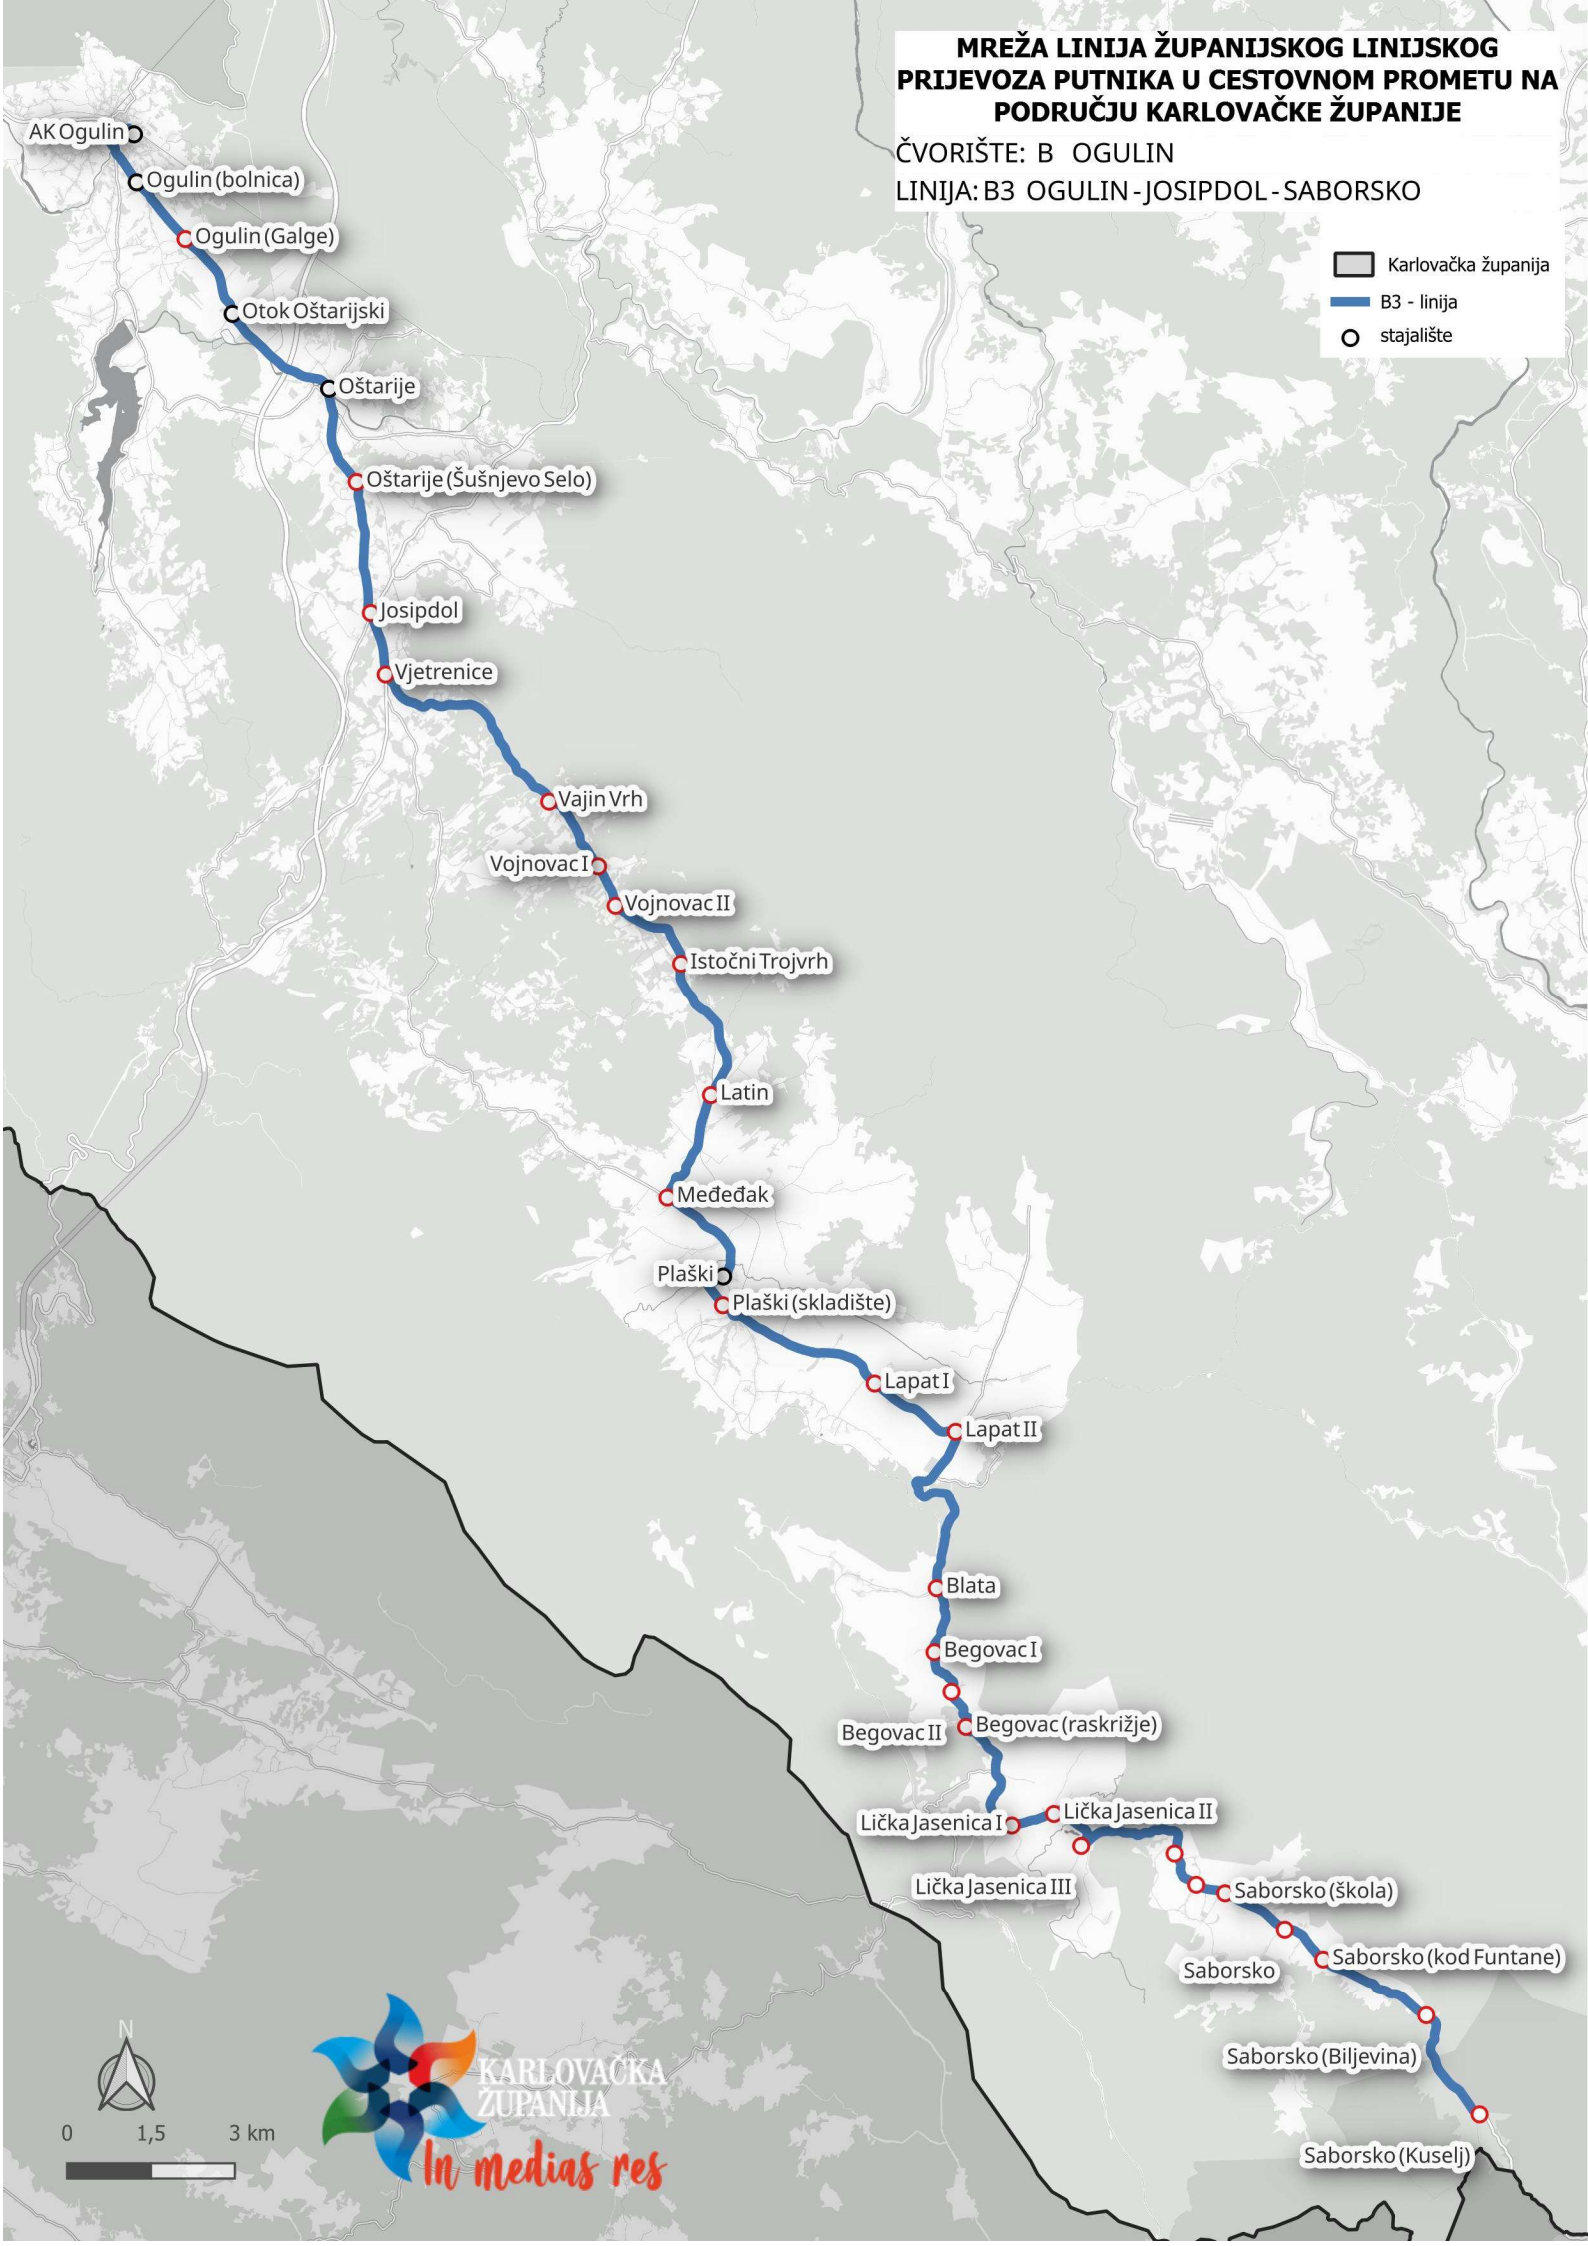 MREŽA LINIJA ŽUPANIJSKOG LINIJSKOG
PRIJEVOZA PUTNIKA U CESTOVNOM PROMETU NA
PODRUČJU KARLOVAČKE ŽUPANIJE
ČVORIŠTE: B OGULIN
LINIJA: B3 OGULIN - JOSIPDOL - SABORSKO
Karlovačka županija
B3 - linija
stajalište
AK Ogulin
Ogulin (bolnica)
Ogulin (Galge)
Otok Oštarijski
Oštarije
Oštarije (Šušnjevo Selo)
Josipdol
Vjetrenice
Vajin Vrh
Vojnovac I
Vojnovac II
Istočni Trojvrh
Latin
Međeđak
Plaški
Plaški (skladište)
Lapat I
Lapat II
Blata
Begovac I
Begovac II
Begovac (raskrižje)
Lička Jasenica I
Lička Jasenica II
Lička Jasenica III
Saborsko (škola)
Saborsko
Saborsko (kod Funtane)
Saborsko (Biljevina)
Saborsko (Kuselj)
N
0 1,5 3 km
KARLOVAČKA
ŽUPANIJA
In medias res